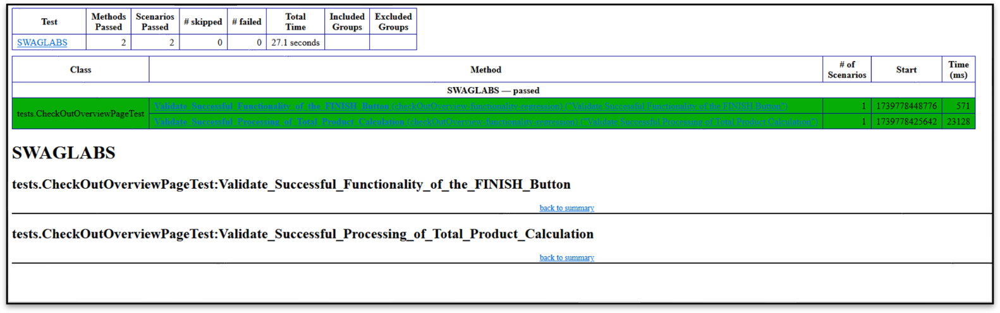 Test Methods Passed Scenarios Passed # skipped # failed Total Time Included Groups Excluded Groups
SWAGLABS 2 2 0 0 27.1 seconds
Class Method # of Scenarios Start Time (ms)
SWAGLABS — passed
tests.CheckOutOverviewPageTest Validate_Successful_Functionality_of_the_FINISH_Button (checkOutOverview-functionality-regression) ("Validate Successful Functionality of the FINISH Button") 1 1739778448776 571
Validate_Successful_Processing_of_Total_Product_Calculation (checkOutOverview-functionality-regression) ("Validate Successful Processing of Total Product Calculation") 1 1739778425642 23128
SWAGLABS
tests.CheckOutOverviewPageTest:Validate_Successful_Functionality_of_the_FINISH_Button
back to summary
tests.CheckOutOverviewPageTest:Validate_Successful_Processing_of_Total_Product_Calculation
back to summary